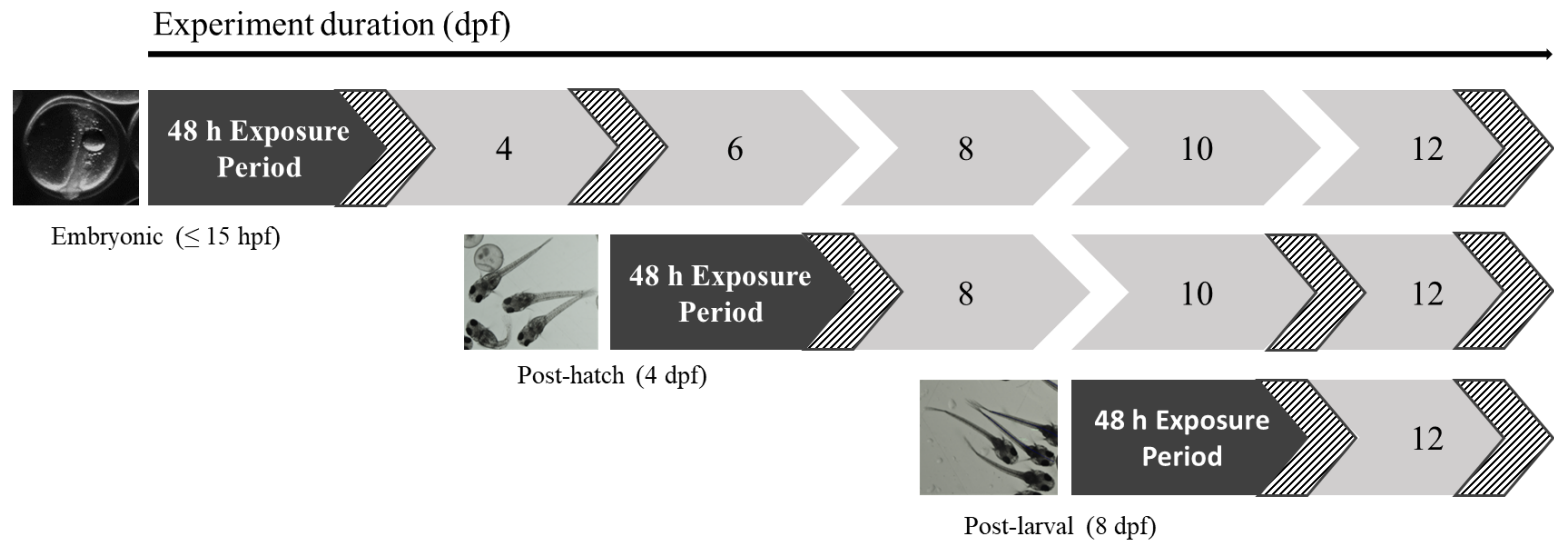 Experiment duration (dpf)
48 h Exposure
Period
4
6
8
10
12
Embryonic (≤ 15 hpf)
48 h Exposure
Period
8
10
12
Post-hatch (4 dpf)
48 h Exposure
Period
12
Post-larval (8 dpf)